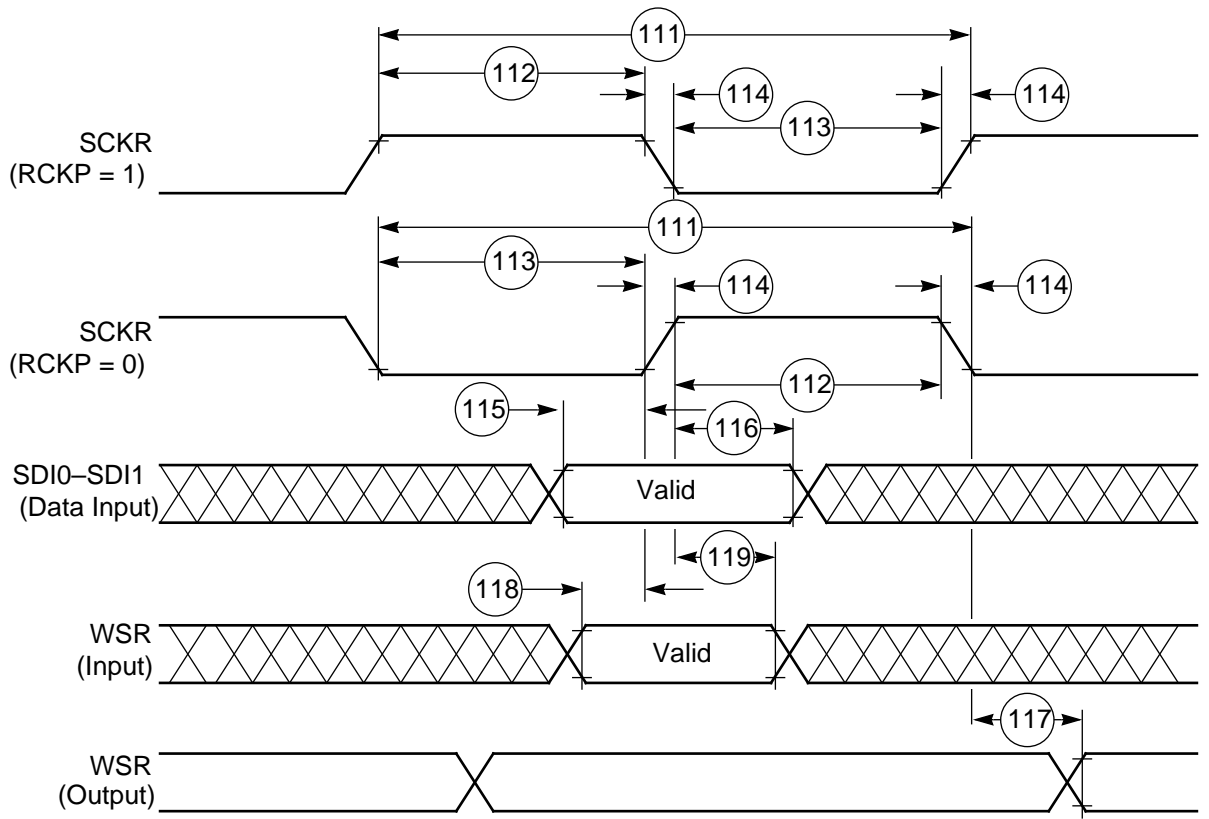 111
112
114
114
113
SCKR
(RCKP = 1)
111
113
114
114
SCKR
(RCKP = 0)
112
115
116
SDI0–SDI1
(Data Input)
Valid
119
118
WSR
(Input)
Valid
117
WSR
(Output)